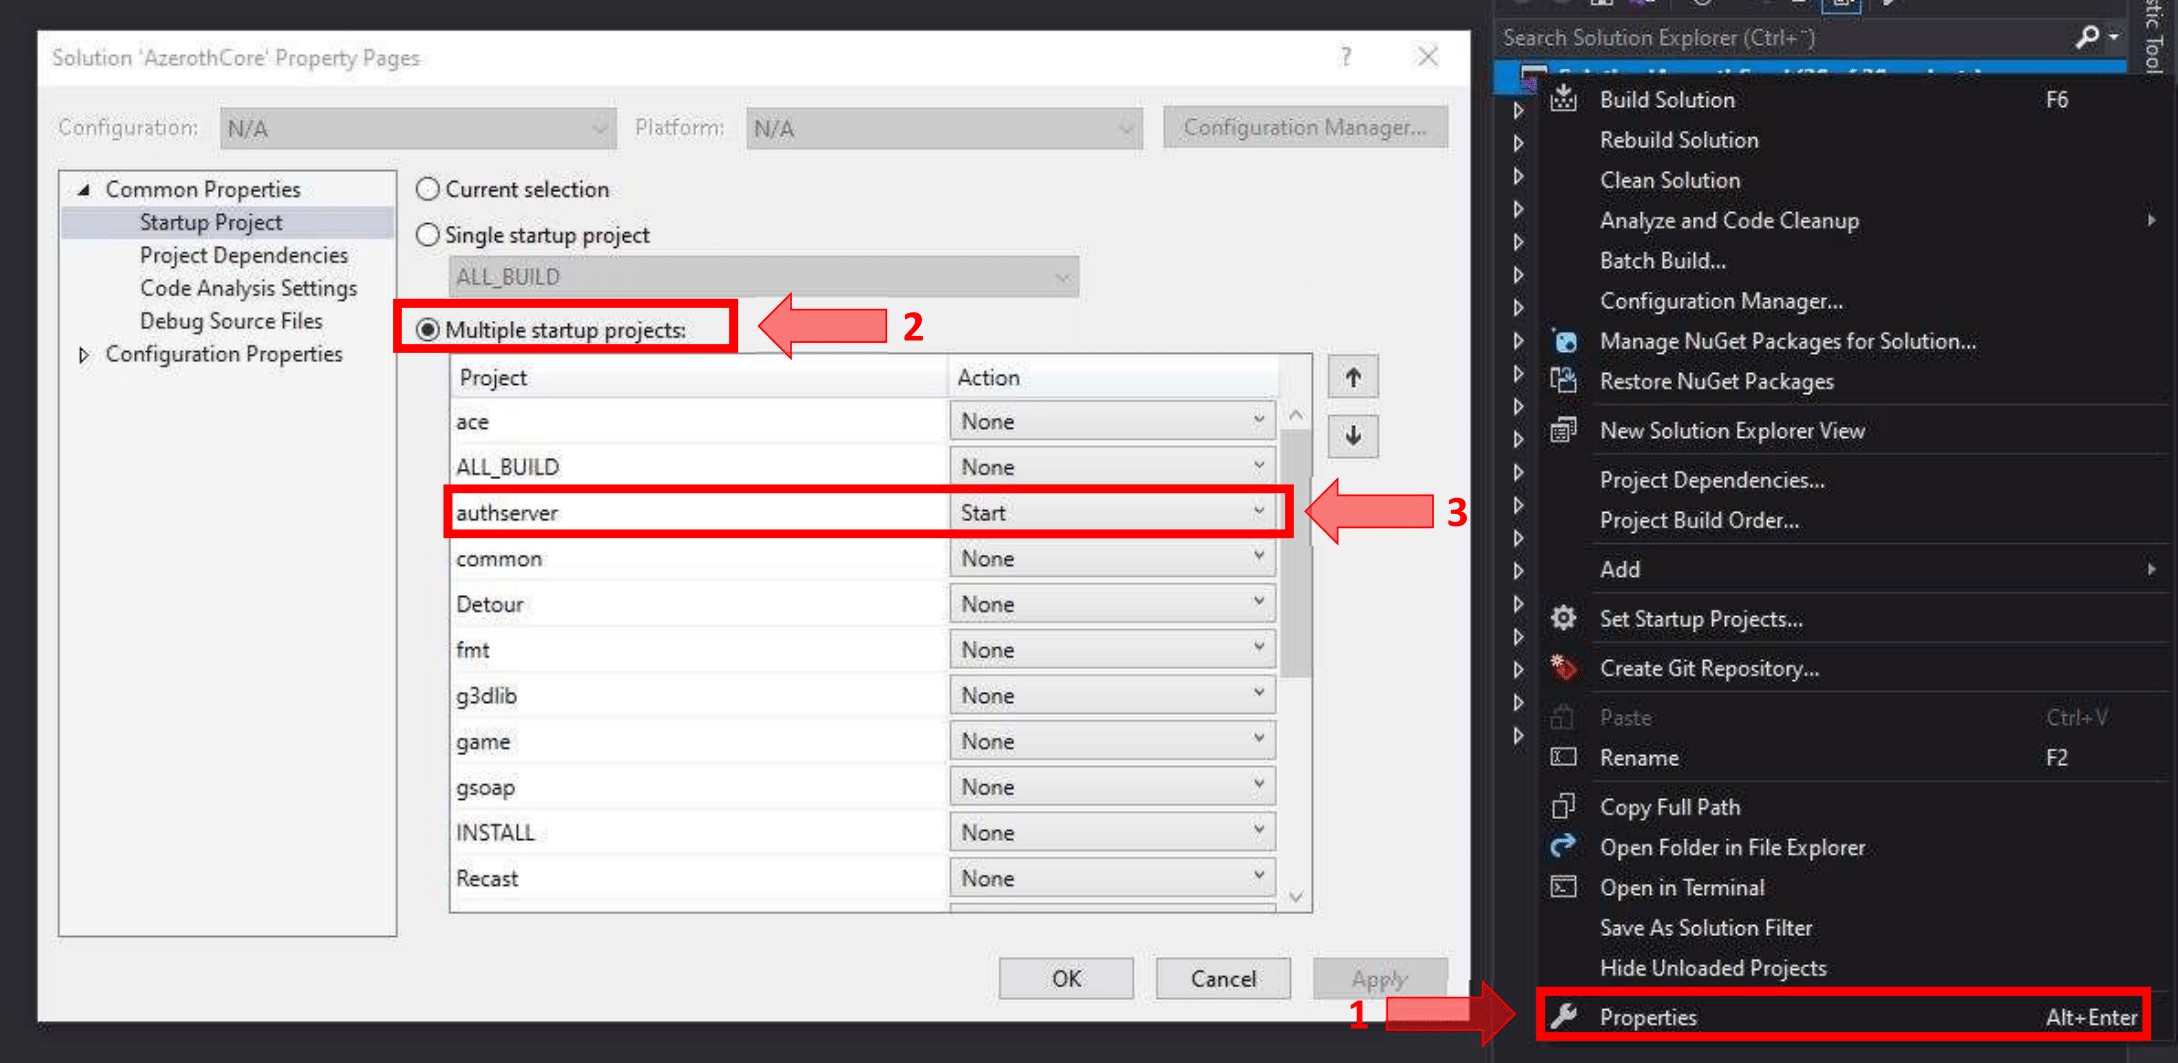 Solution 'AzerothCore' Property Pages
?
Configuration:
N/A
Platform:
N/A
Configuration Manager...
Common Properties
Startup Project
Project Dependencies
Code Analysis Settings
Debug Source Files
Configuration Properties
Current selection
Single startup project
ALL_BUILD
Multiple startup projects:
2
Project Action
ace None
ALL_BUILD None
authserver Start
3
common None
Detour None
fmt None
g3dlib None
game None
gsoap None
INSTALL None
Recast None
OK
Cancel
Apply
1
Search Solution Explorer (Ctrl+¨)
Build Solution F6
Rebuild Solution
Clean Solution
Analyze and Code Cleanup
Batch Build...
Configuration Manager...
Manage NuGet Packages for Solution...
Restore NuGet Packages
New Solution Explorer View
Project Dependencies...
Project Build Order...
Add
Set Startup Projects...
Create Git Repository...
Paste Ctrl+V
Rename F2
Copy Full Path
Open Folder in File Explorer
Open in Terminal
Save As Solution Filter
Hide Unloaded Projects
Properties Alt+Enter